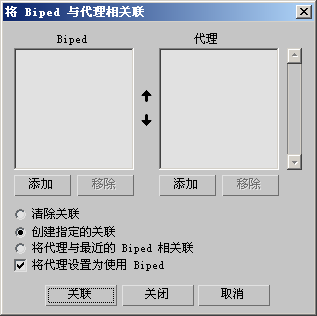 将 Biped 与代理相关联
Biped 代理
添加 移除 添加 移除
清除关联
创建指定的关联
将代理与最近的 Biped 相关联
将代理设置为使用 Biped
关联 关闭 取消